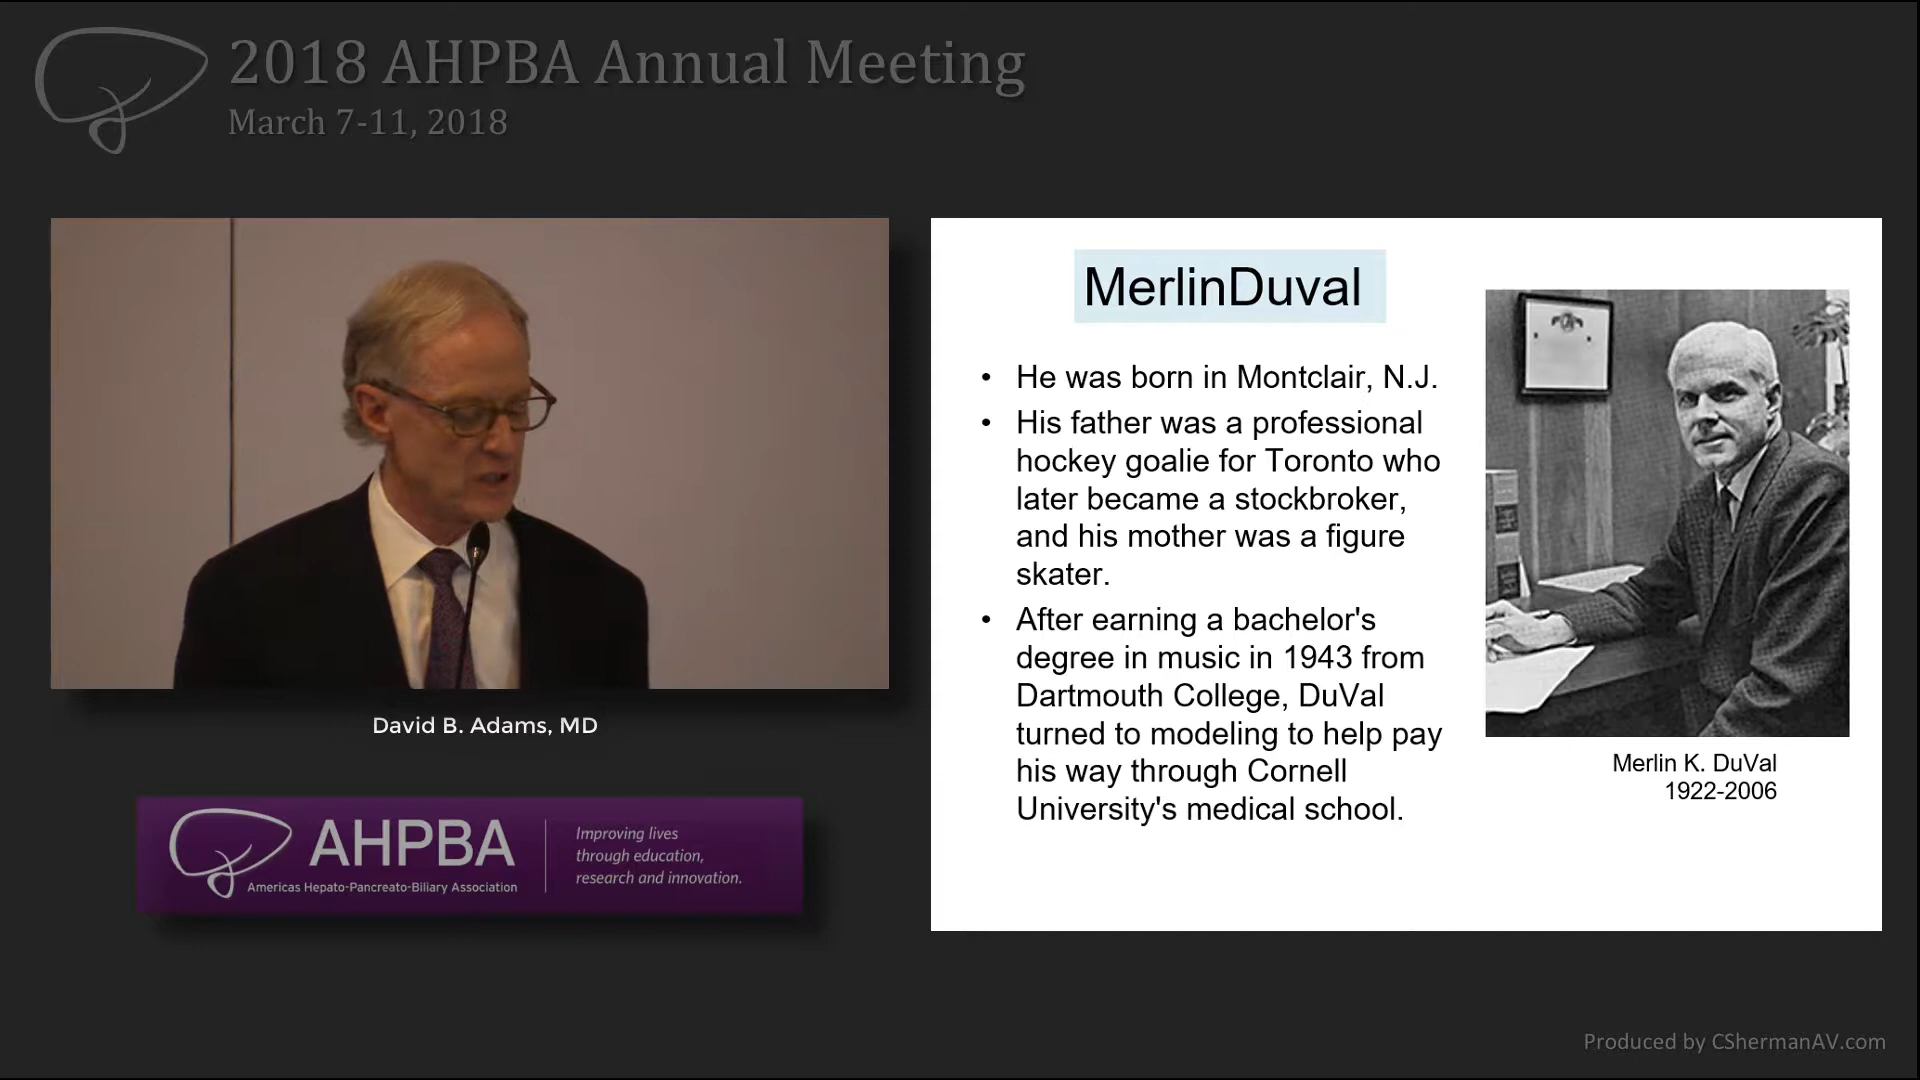 2018 AHPBA Annual Meeting
March 7-11, 2018
David B. Adams, MD
AHPBA
Americas Hepato-Pancreato-Biliary Association
Improving lives
through education,
research and innovation.
MerlinDuval
• He was born in Montclair, N.J.
• His father was a professional
hockey goalie for Toronto who
later became a stockbroker,
and his mother was a figure
skater.
• After earning a bachelor's
degree in music in 1943 from
Dartmouth College, DuVal
turned to modeling to help pay
his way through Cornell
University's medical school.
Merlin K. DuVal
1922-2006
Produced by CShermanAV.com